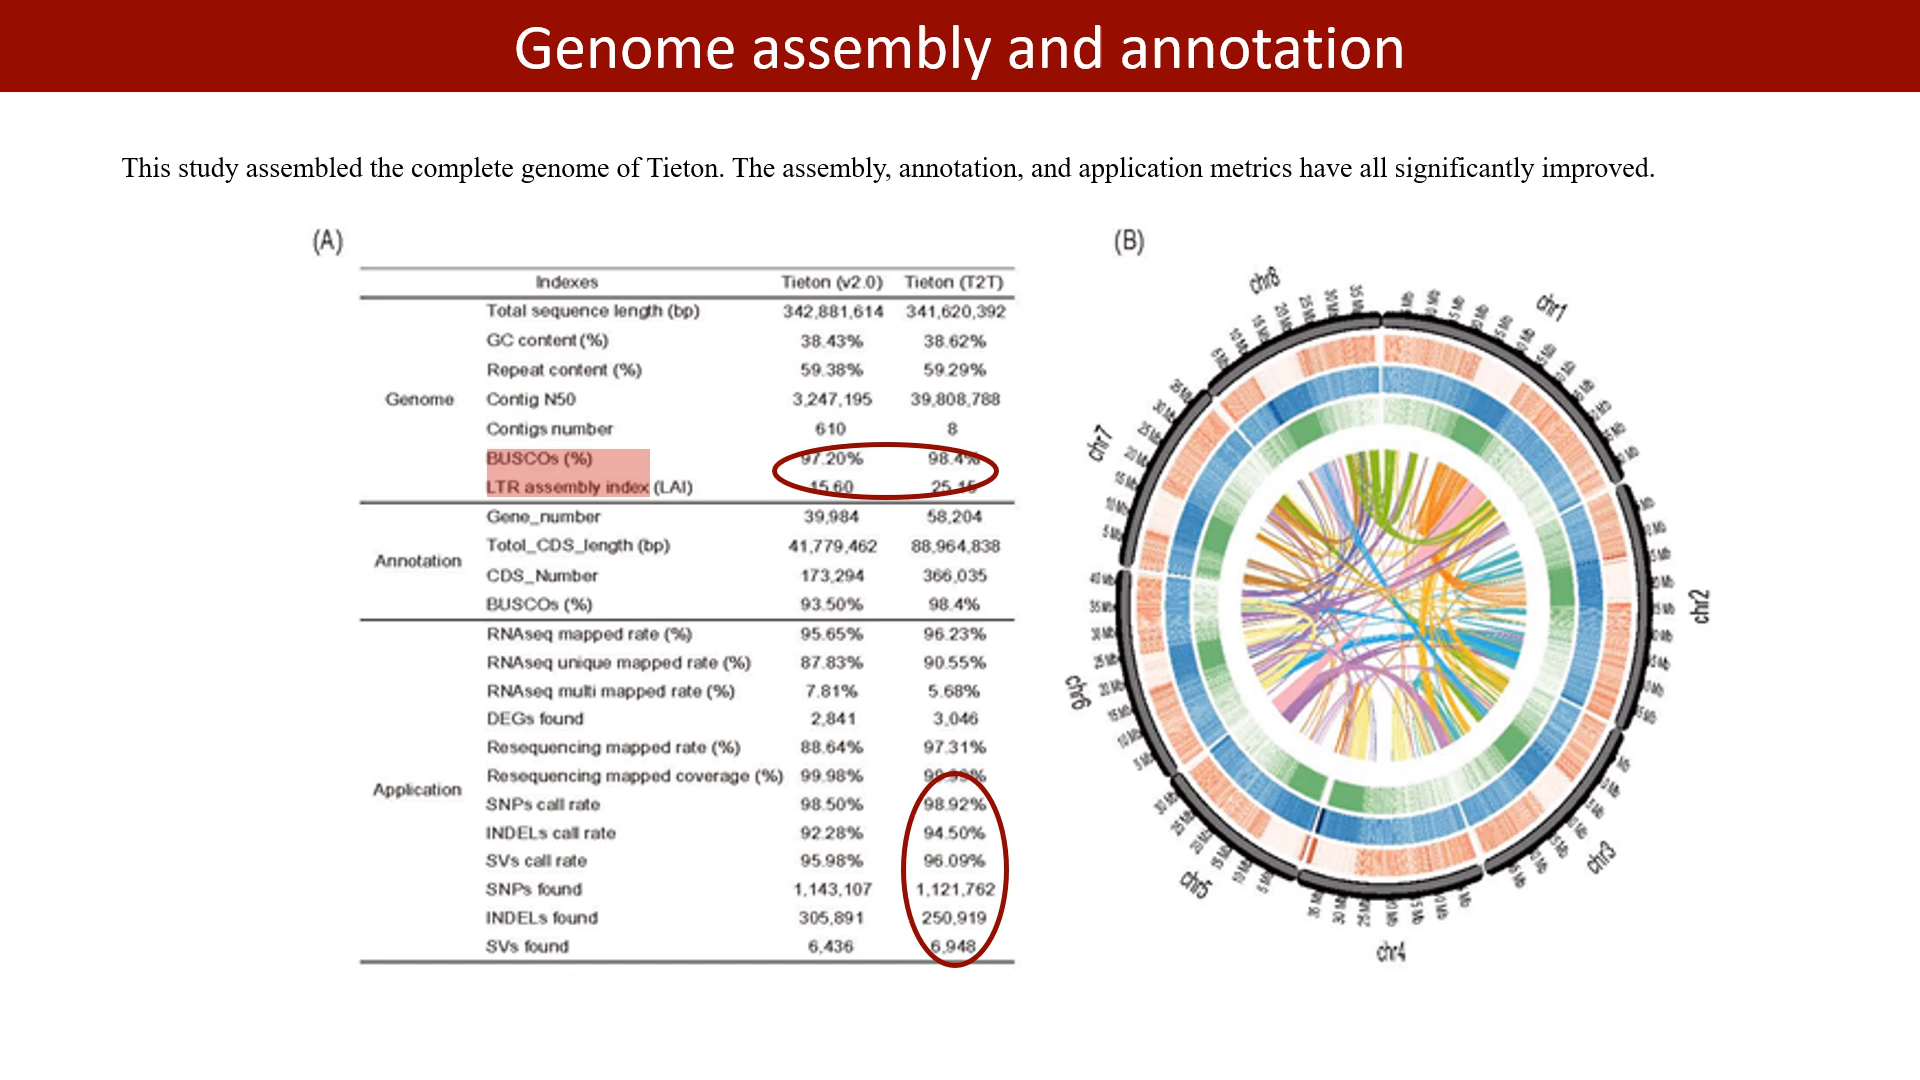 Genome assembly and annotation
This study assembled the complete genome of Tieton. The assembly, annotation, and application metrics have all significantly improved.
(A)
Indexes Tieton (v2.0) Tieton (T2T)
Genome
Total sequence length (bp) 342,881,614 341,620,392
GC content (%) 38.43% 38.62%
Repeat content (%) 59.38% 59.29%
Contig N50 3,247,195 39,808,788
Contigs number 610 8
BUSCOs (%) 97.20% 98.4%
LTR assembly index (LAI) 15.60 25.15
Annotation
Gene_number 39,984 58,204
Totol_CDS_length (bp) 41,779,462 88,964,838
CDS_Number 173,294 366,035
BUSCOs (%) 93.50% 98.4%
Application
RNAseq mapped rate (%) 95.65% 96.23%
RNAseq unique mapped rate (%) 87.83% 90.55%
RNAseq multi mapped rate (%) 7.81% 5.68%
DEGs found 2,841 3,046
Resequencing mapped rate (%) 88.64% 97.31%
Resequencing mapped coverage (%) 99.98%
SNPs call rate 98.50% 98.92%
INDELs call rate 92.28% 94.50%
SVs call rate 95.98% 96.09%
SNPs found 1,143,107 1,121,762
INDELs found 305,891 250,919
SVs found 6,436 6,948
(B)
chr1
chr2
chr3
chr4
chr5
chr6
chr7
chr8